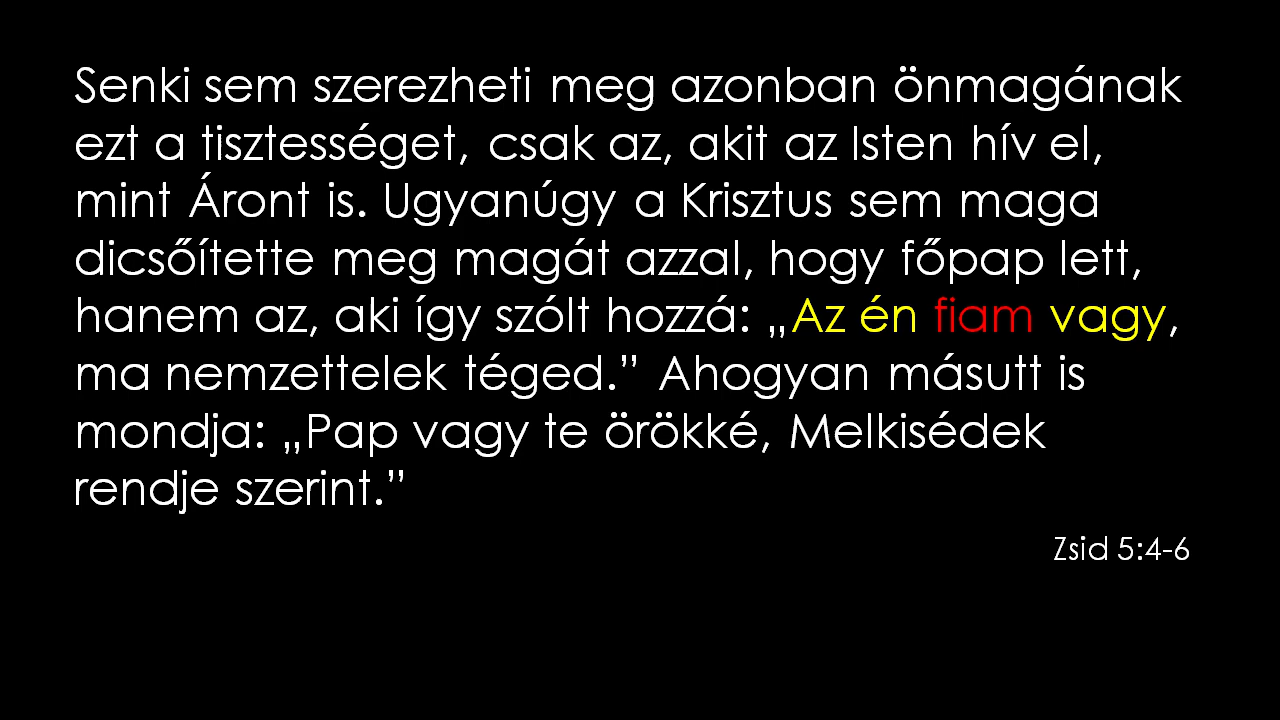 Senki sem szerezheti meg azonban önmagának
ezt a tisztességet, csak az, akit az Isten hív el,
mint Áront is. Ugyanúgy a Krisztus sem maga
dicsőítette meg magát azzal, hogy főpap lett,
hanem az, aki így szólt hozzá: „Az én fiam vagy,
ma nemzettelek téged.” Ahogyan másutt is
mondja: „Pap vagy te örökké, Melkisédek
rendje szerint.”
Zsid 5:4-6